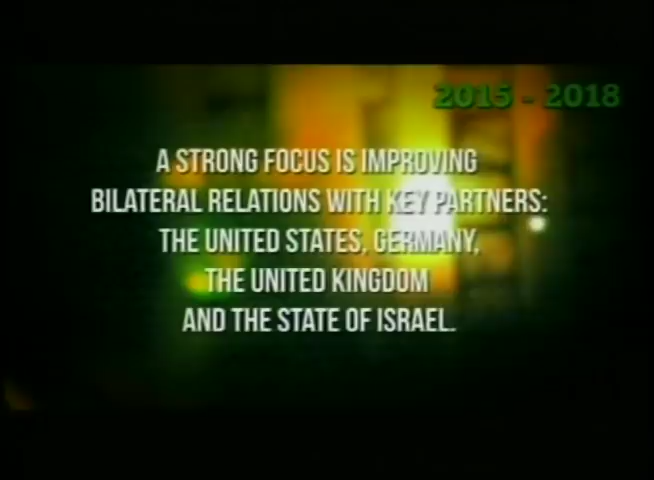 2015 - 2018
A STRONG FOCUS IS IMPROVING
BILATERAL RELATIONS WITH KEY PARTNERS:
THE UNITED STATES, GERMANY,
THE UNITED KINGDOM
AND THE STATE OF ISRAEL.